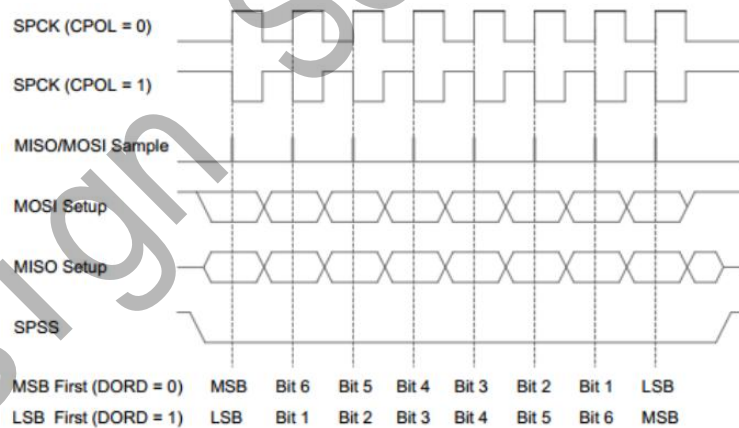 SPCK (CPOL = 0)
SPCK (CPOL = 1)
MISO/MOSI Sample
MOSI Setup
MISO Setup
SPSS
MSB First (DORD = 0) MSB Bit 6 Bit 5 Bit 4 Bit 3 Bit 2 Bit 1 LSB
LSB First (DORD = 1) LSB Bit 1 Bit 2 Bit 3 Bit 4 Bit 5 Bit 6 MSB